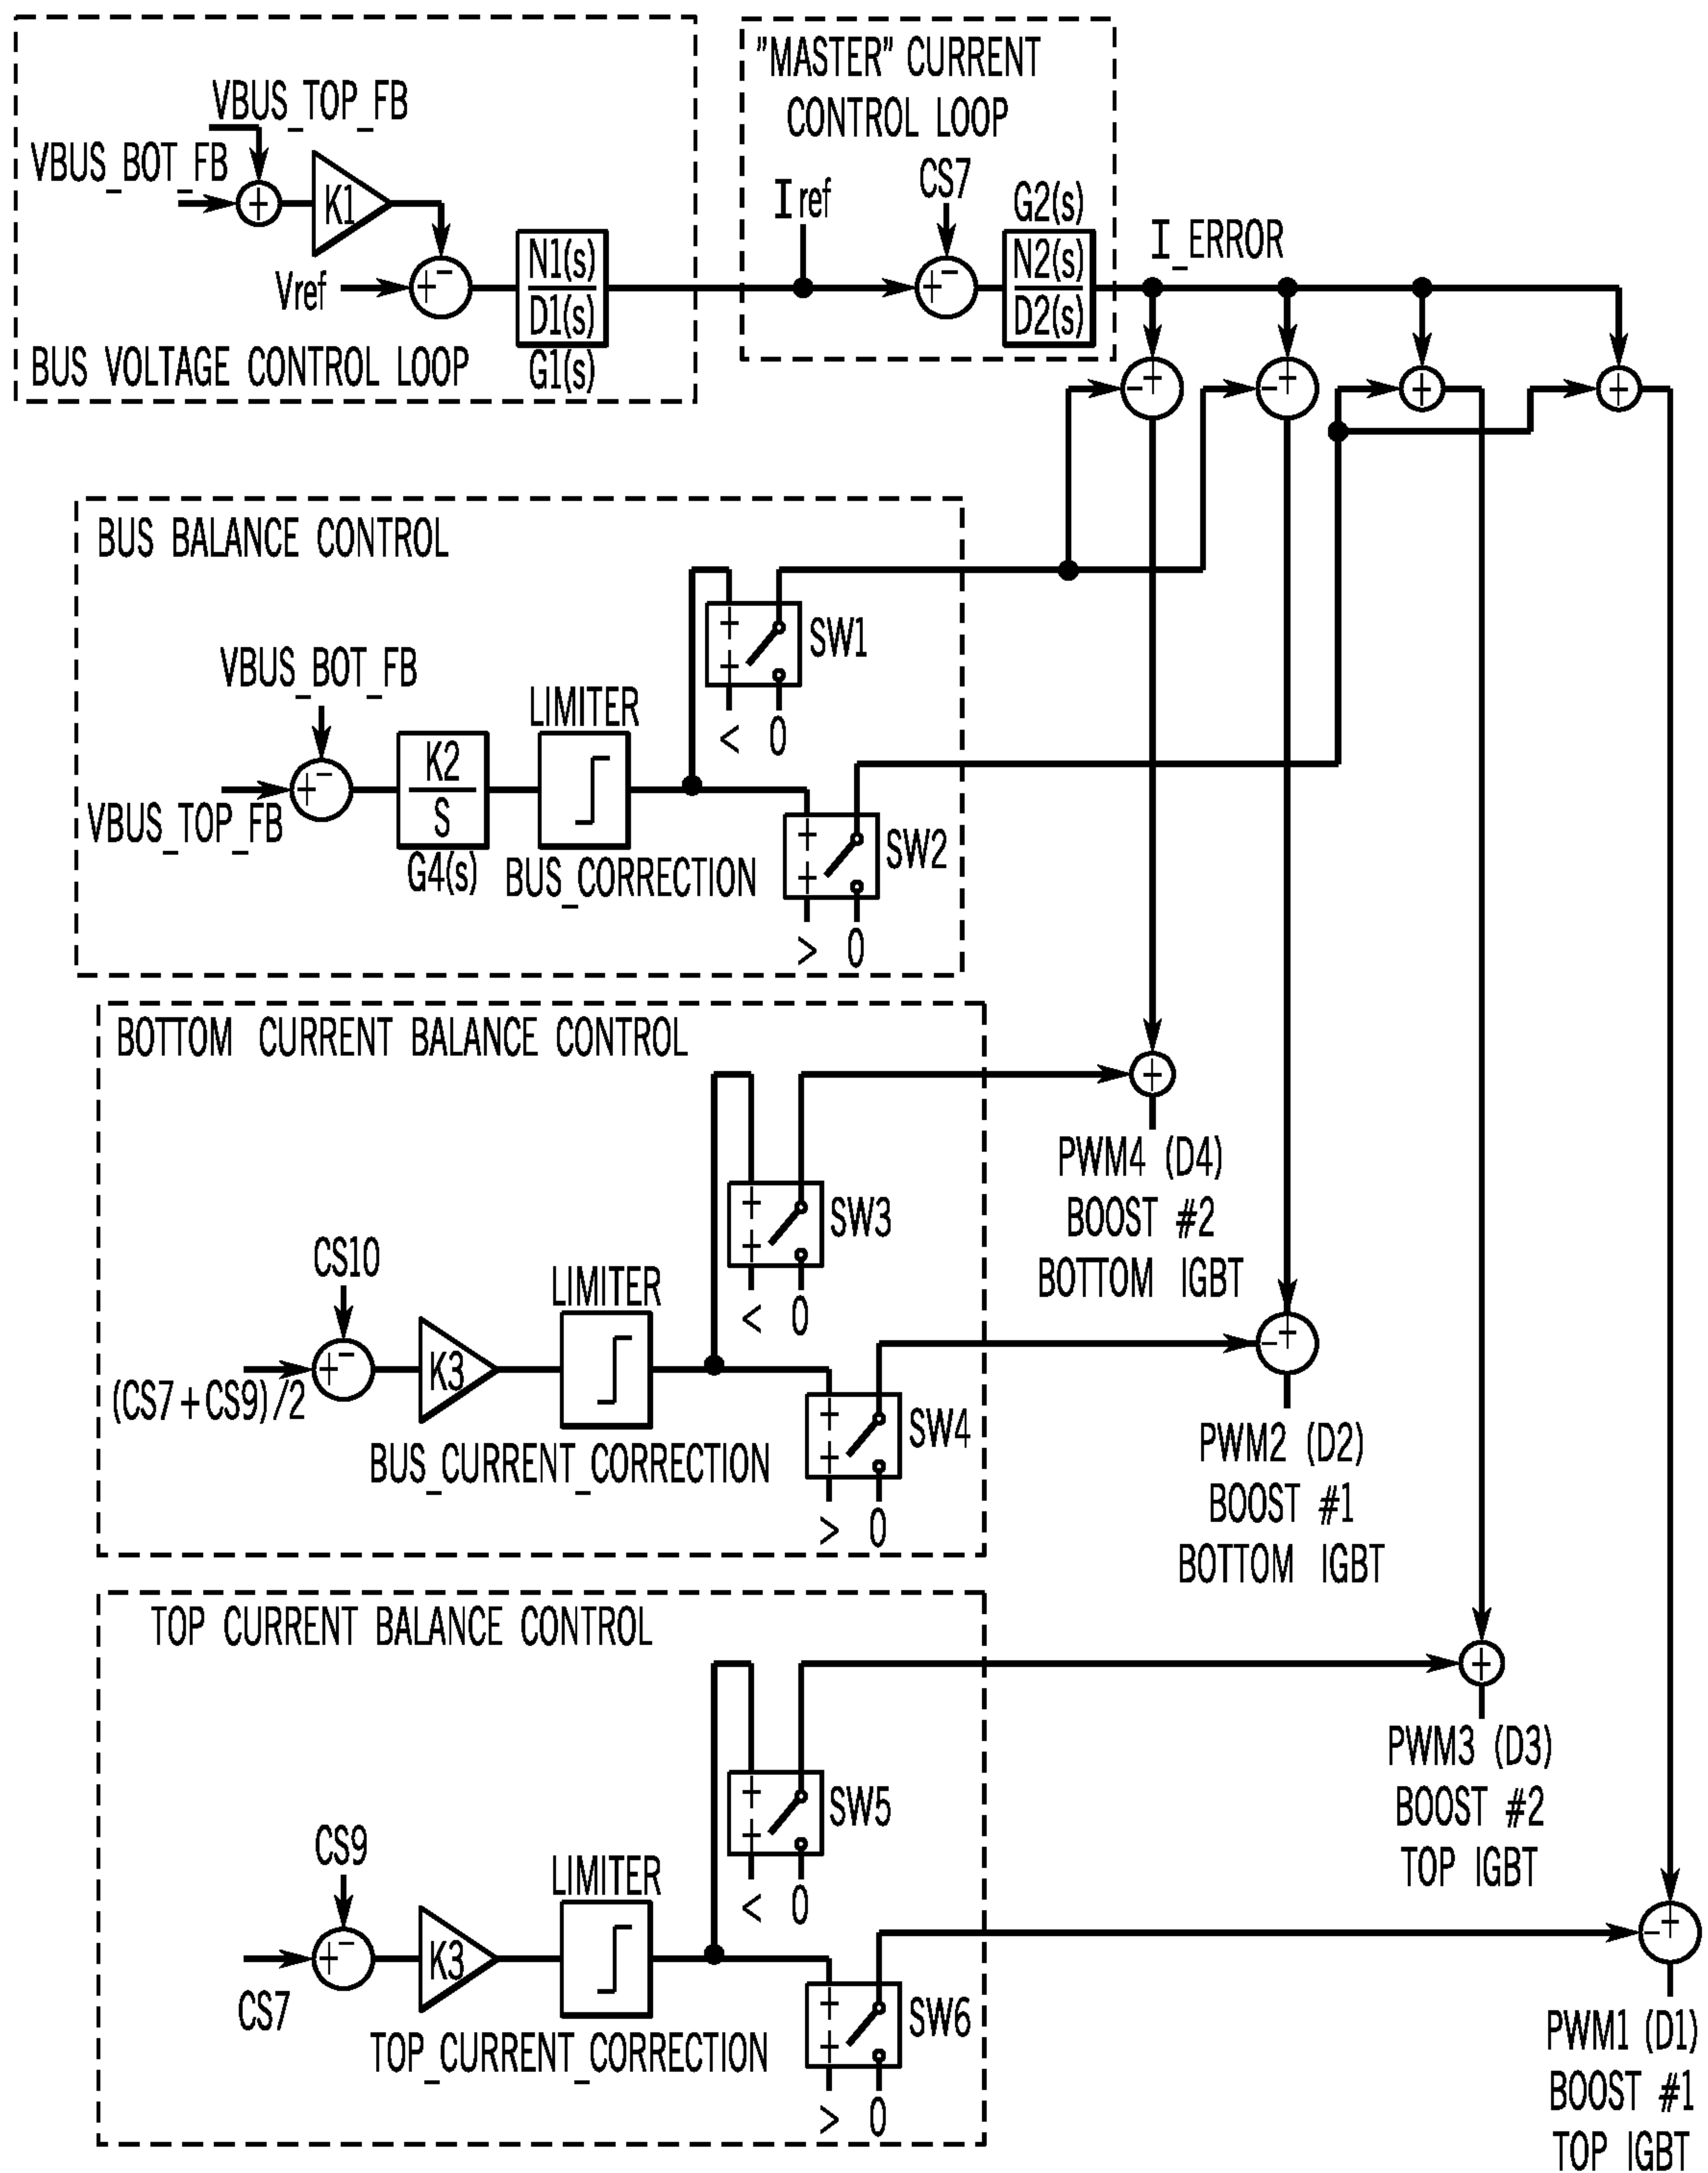 "MASTER" CURRENT
CONTROL LOOP
VBUS_TOP_FB
VBUS_BOT_FB
+
K1
Iref
CS7
G2(s)
I_ERROR
Vref
+ -
N1(s)
D1(s)
G1(s)
+ -
N2(s)
D2(s)
BUS VOLTAGE CONTROL LOOP
- +
- +
+
+
BUS BALANCE CONTROL
+
+
SW1
< 0
VBUS_BOT_FB
LIMITER
+ -
K2
S
G4(s)
VBUS_TOP_FB
BUS_CORRECTION
+
+
SW2
> 0
BOTTOM CURRENT BALANCE CONTROL
+
PWM4 (D4)
BOOST #2
BOTTOM IGBT
+
+
SW3
< 0
CS10
LIMITER
+ -
K3
(CS7+CS9)/2
BUS_CURRENT_CORRECTION
+
+
SW4
> 0
- +
PWM2 (D2)
BOOST #1
BOTTOM IGBT
TOP CURRENT BALANCE CONTROL
+
PWM3 (D3)
BOOST #2
TOP IGBT
+
+
SW5
< 0
CS9
LIMITER
+ -
K3
CS7
TOP_CURRENT_CORRECTION
+
+
SW6
> 0
- +
PWM1 (D1)
BOOST #1
TOP IGBT